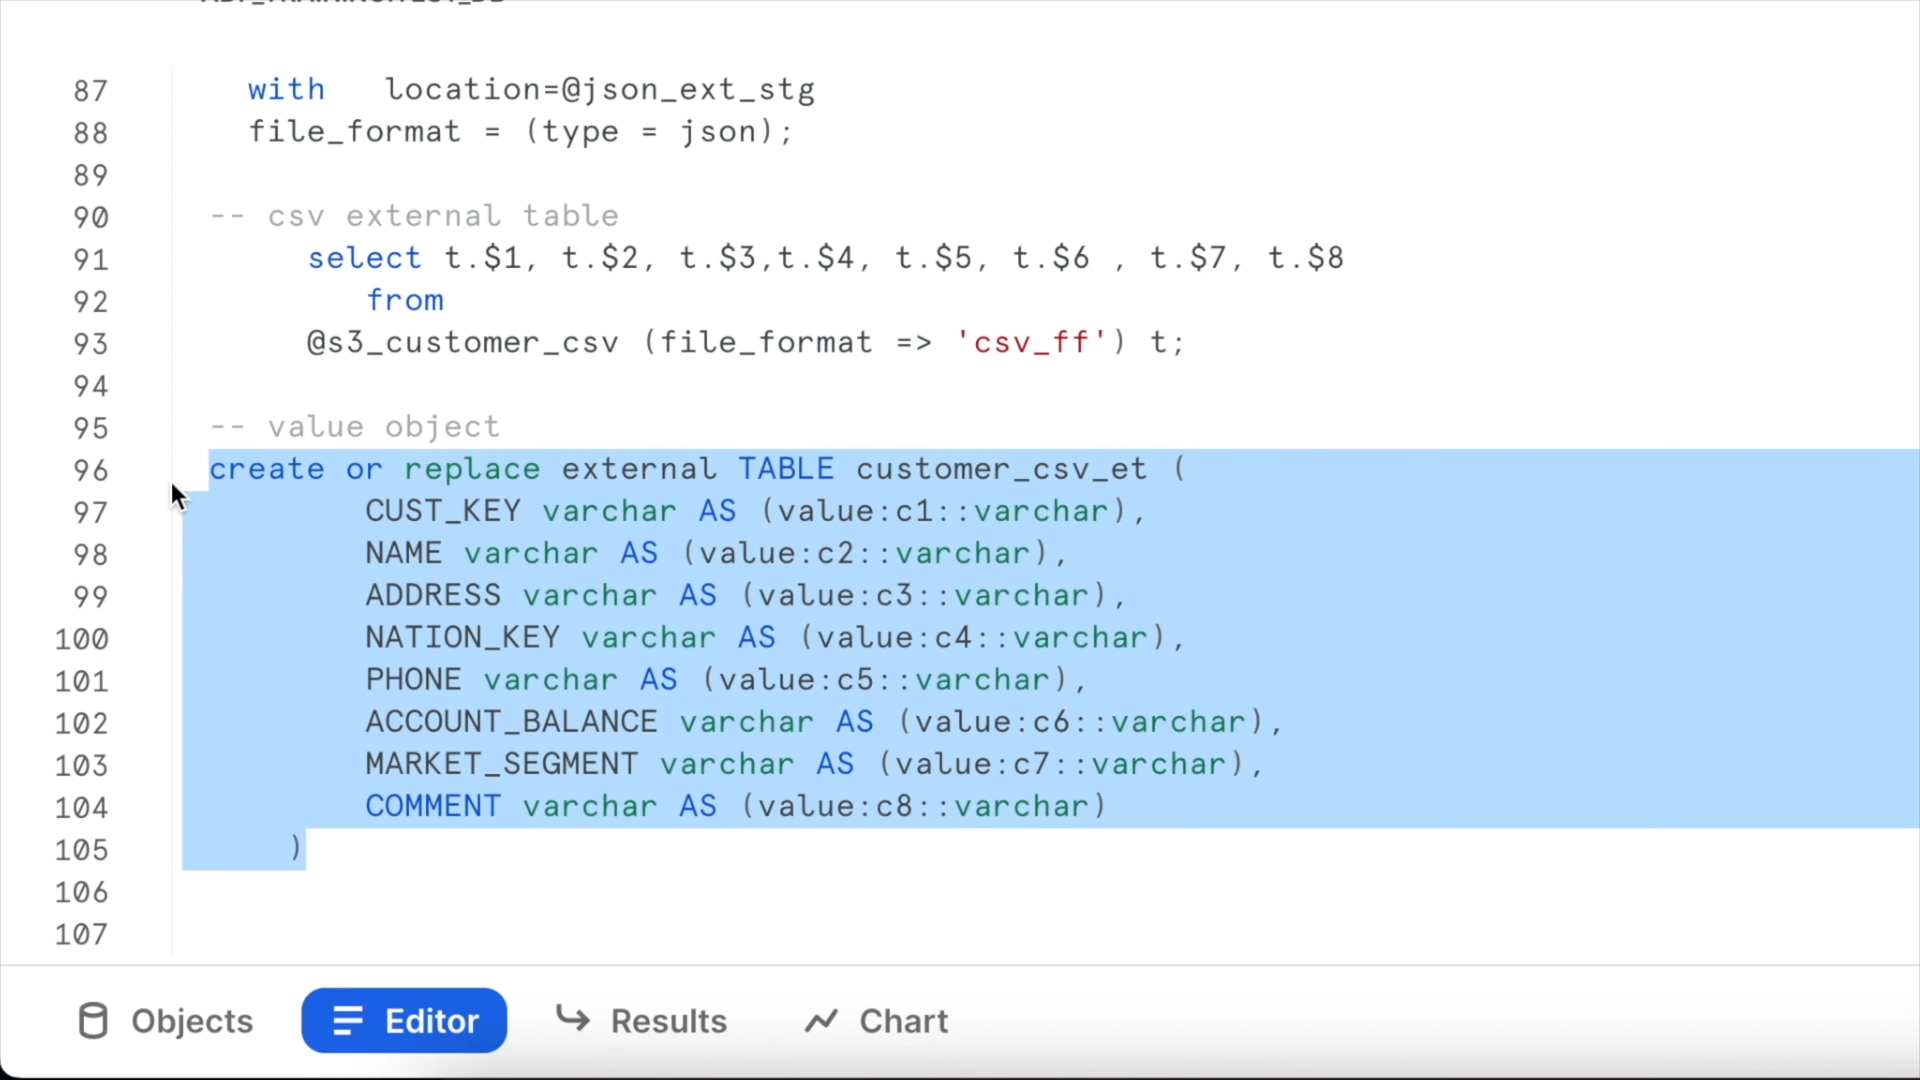 87 with location=@json_ext_stg
88 file_format = (type = json);
89
90 -- csv external table
91 select t.$1, t.$2, t.$3,t.$4, t.$5, t.$6 , t.$7, t.$8
92 from
93 @s3_customer_csv (file_format => 'csv_ff') t;
94
95 -- value object
96 create or replace external TABLE customer_csv_et (
97 CUST_KEY varchar AS (value:c1::varchar),
98 NAME varchar AS (value:c2::varchar),
99 ADDRESS varchar AS (value:c3::varchar),
100 NATION_KEY varchar AS (value:c4::varchar),
101 PHONE varchar AS (value:c5::varchar),
102 ACCOUNT_BALANCE varchar AS (value:c6::varchar),
103 MARKET_SEGMENT varchar AS (value:c7::varchar),
104 COMMENT varchar AS (value:c8::varchar)
105 )
106
107
Objects Editor Results Chart